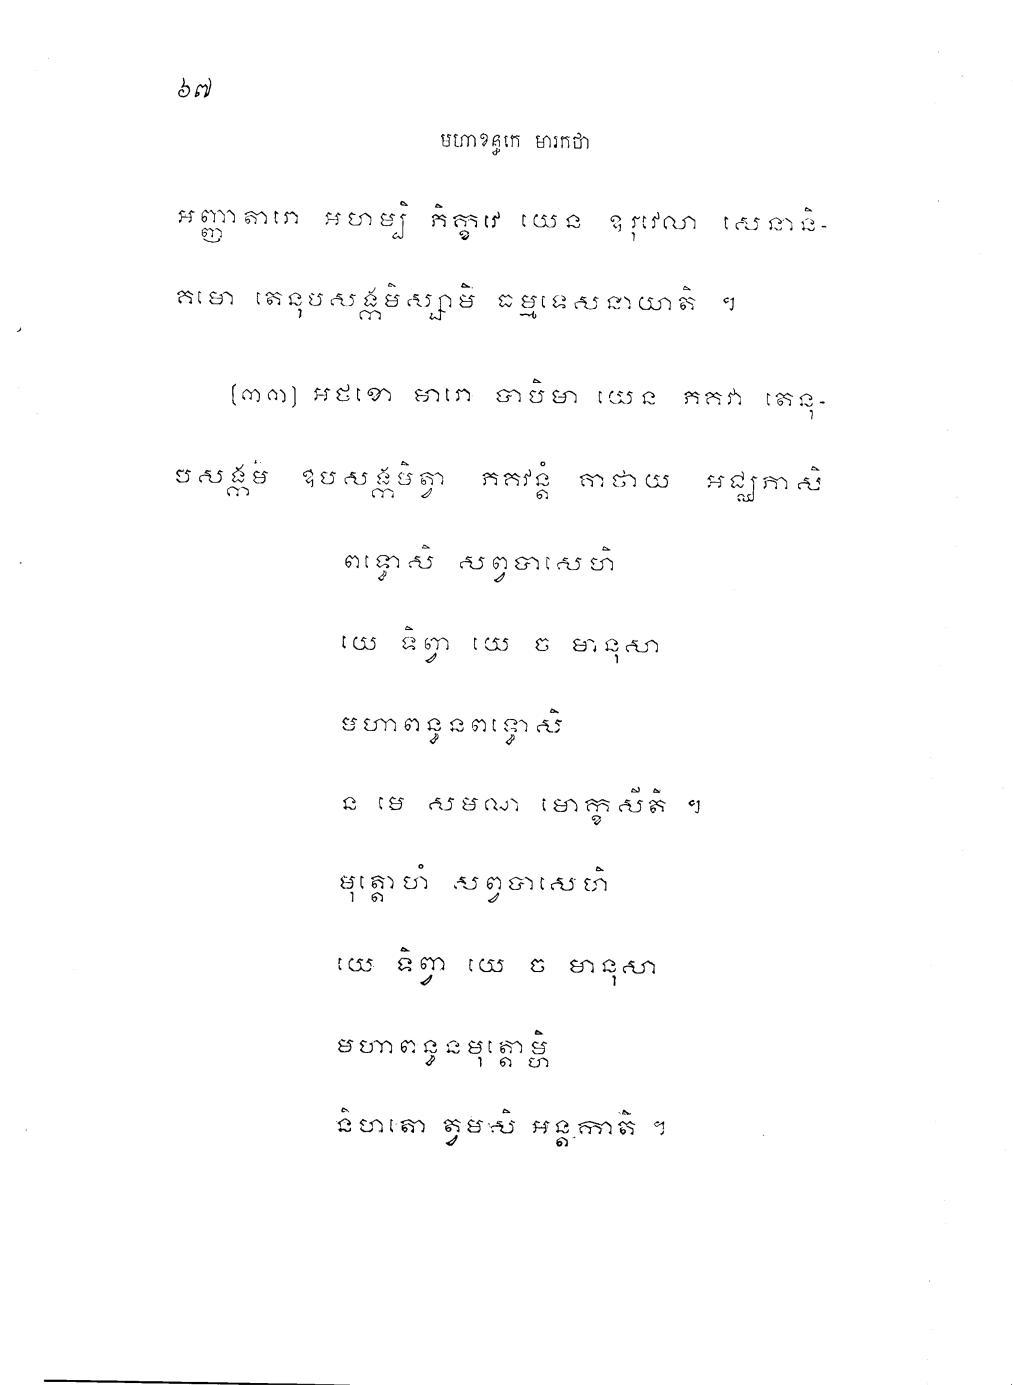 ៦៧
មហាខន្ធកេ មារកថា
អញ្ញាតារោ អហម្បិ ភិក្ខវេ យេន ឧរុវេលា សេនានិ-
គមោ តេនុបសង្កមិស្សាមិ ធម្មទេសនាយាតិ ។
[៣៣] អថខោ មារោ បាបិមា យេន ភគវា តេនុ-
បសង្កមិ ឧបសង្កមិត្វា ភគវន្តំ គាថាយ អជ្ឈភាសិ
ពទ្ធោសិ សព្វបាសេហិ
យេ ទិព្វា យេ ច មានុសា
មហាពន្ធនពទ្ធោសិ
ន មេ សមណ មោក្ខសីតិ ។
មុត្តោហំ សព្វបាសេហិ
យេ ទិព្វា យេ ច មានុសា
មហាពន្ធនមុត្តោម្ហិ
និហតោ ត្វមសិ អន្តកាតិ ។